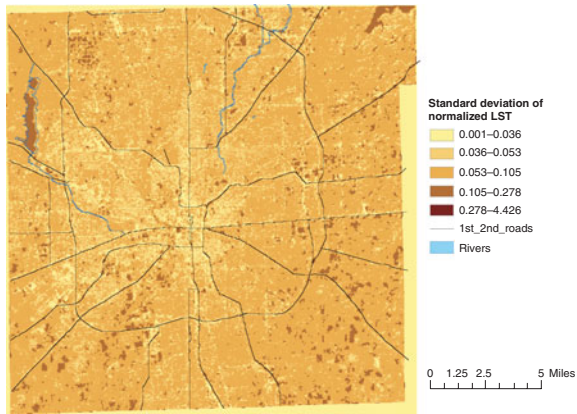 Standard deviation of
normalized LST
0.001–0.036
0.036–0.053
0.053–0.105
0.105–0.278
0.278–4.426
1st_2nd_roads
Rivers
0 1.25 2.5 5 Miles